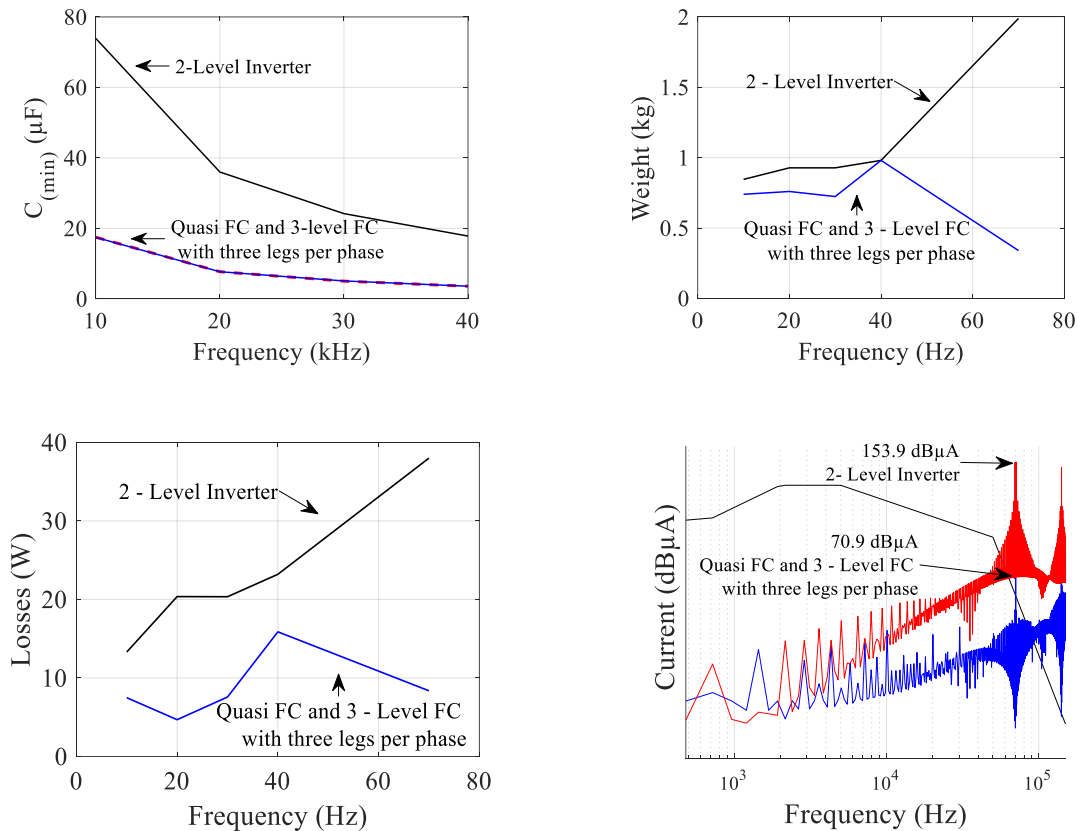 80
60
40
20
0
C(min) (µF)
2-Level Inverter
Quasi FC and 3-level FC
with three legs per phase
10
20
30
40
Frequency (kHz)
2
1.5
1
0.5
0
Weight (kg)
2 - Level Inverter
Quasi FC and 3 - Level FC
with three legs per phase
0
20
40
60
80
Frequency (Hz)
40
30
20
10
0
Losses (W)
2 - Level Inverter
Quasi FC and 3 - Level FC
with three legs per phase
0
20
40
60
80
Frequency (Hz)
Current (dBµA)
153.9 dBµA
2- Level Inverter
70.9 dBµA
Quasi FC and 3 - Level FC
with three legs per phase
10³
10⁴
10⁵
Frequency (Hz)